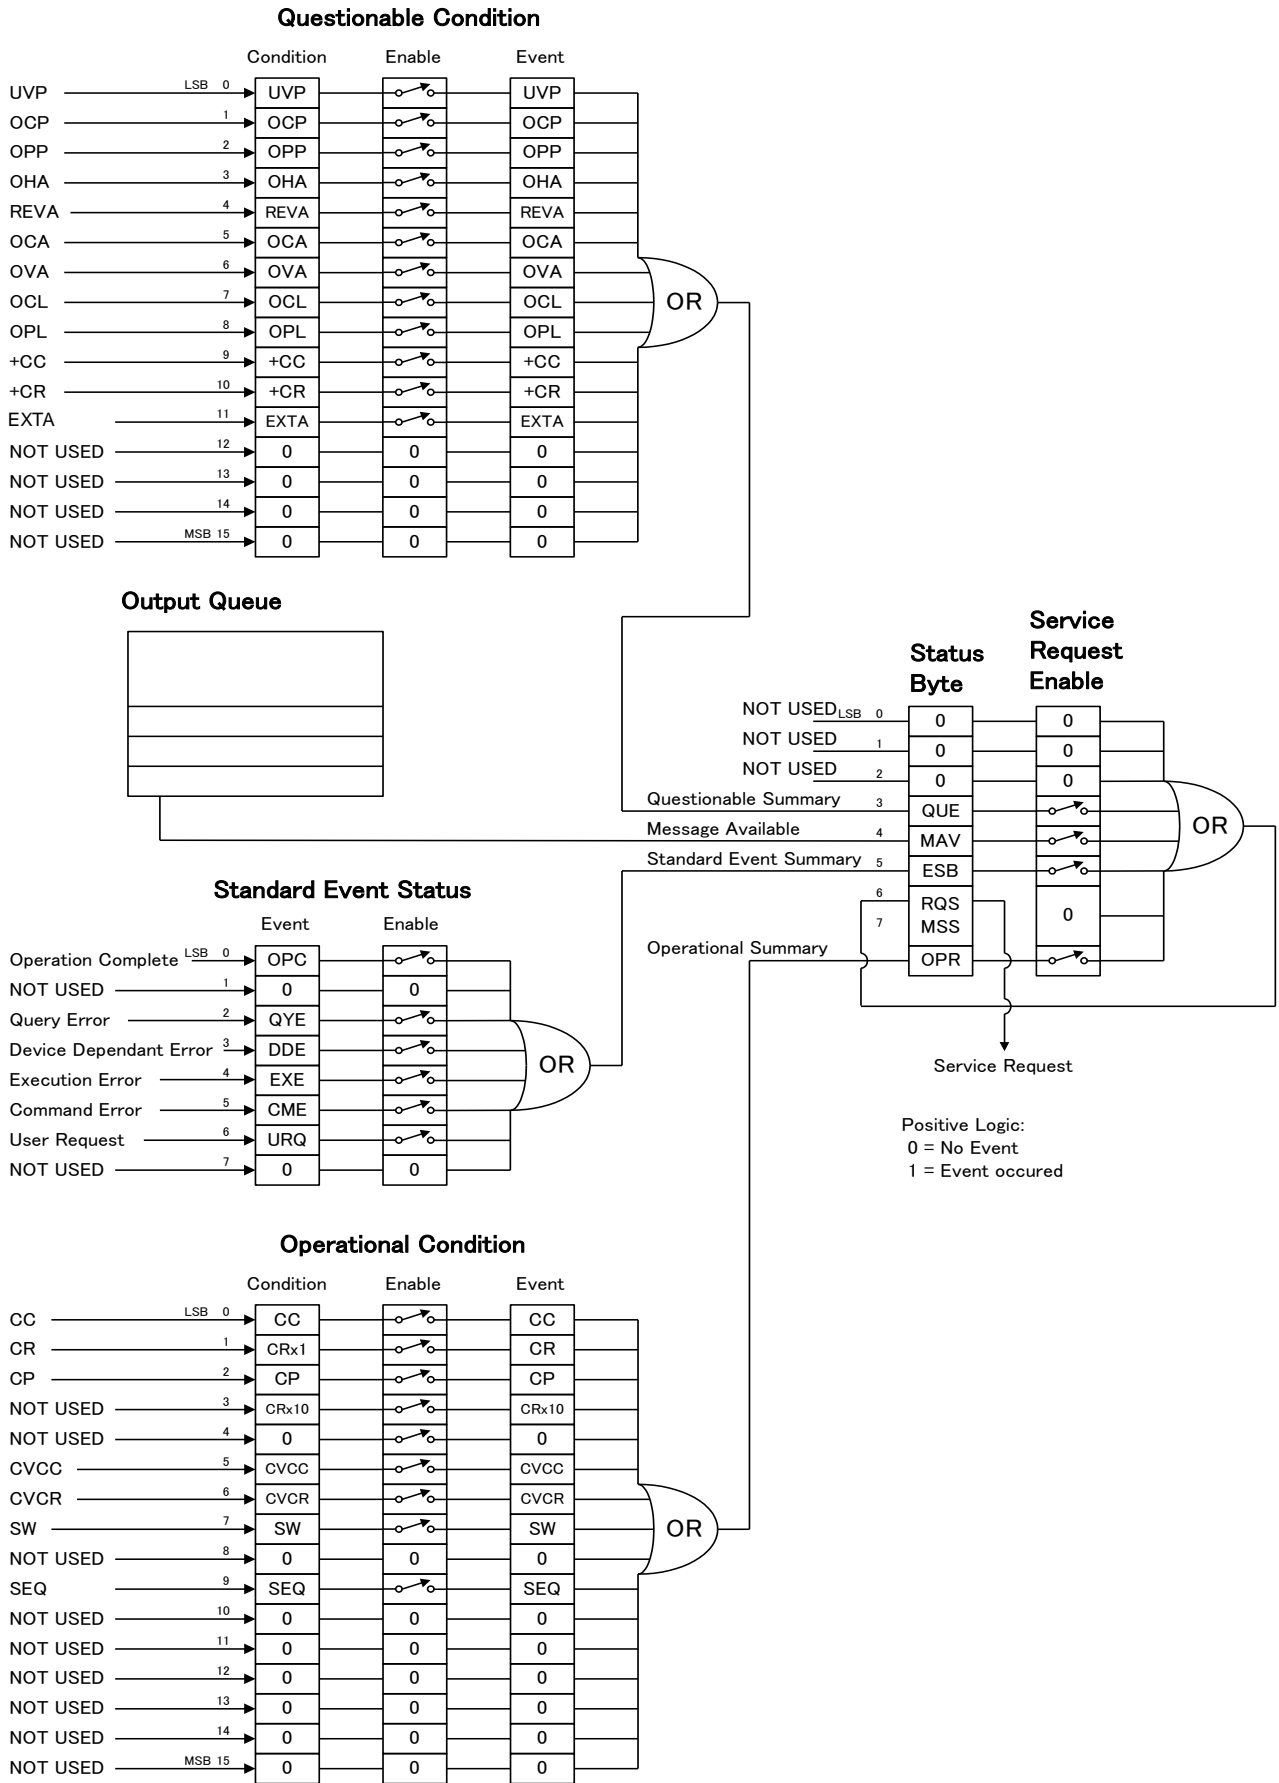 Questionable Condition
Condition Enable Event
UVP LSB 0 UVP UVP
OCP 1 OCP OCP
OPP 2 OPP OPP
OHA 3 OHA OHA
REVA 4 REVA REVA
OCA 5 OCA OCA
OVA 6 OVA OVA
OCL 7 OCL OCL
OR
OPL 8 OPL OPL
+CC 9 +CC +CC
+CR 10 +CR +CR
EXTA 11 EXTA EXTA
NOT USED 12 0 0 0
NOT USED 13 0 0 0
NOT USED 14 0 0 0
NOT USED MSB 15 0 0 0
Output Queue
Status Byte
Service Request Enable
NOT USED LSB 0 0 0
NOT USED 1 0 0
NOT USED 2 0 0
Questionable Summary 3 QUE
Message Available 4 MAV
OR
Standard Event Summary 5 ESB
6 RQS
7 MSS
0
Operational Summary OPR
Service Request
Positive Logic:
0 = No Event
1 = Event occured
Standard Event Status
Event Enable
Operation Complete LSB 0 OPC
NOT USED 1 0 0
Query Error 2 QYE
Device Dependant Error 3 DDE
OR
Execution Error 4 EXE
Command Error 5 CME
User Request 6 URQ
NOT USED 7 0 0
Operational Condition
Condition Enable Event
CC LSB 0 CC CC
CR 1 CRx1 CR
CP 2 CP CP
NOT USED 3 CRx10 CRx10
NOT USED 4 0 0
CVCC 5 CVCC CVCC
CVCR 6 CVCR CVCR
SW 7 SW SW
OR
NOT USED 8 0 0 0
SEQ 9 SEQ SEQ
NOT USED 10 0 0 0
NOT USED 11 0 0 0
NOT USED 12 0 0 0
NOT USED 13 0 0 0
NOT USED 14 0 0 0
NOT USED MSB 15 0 0 0